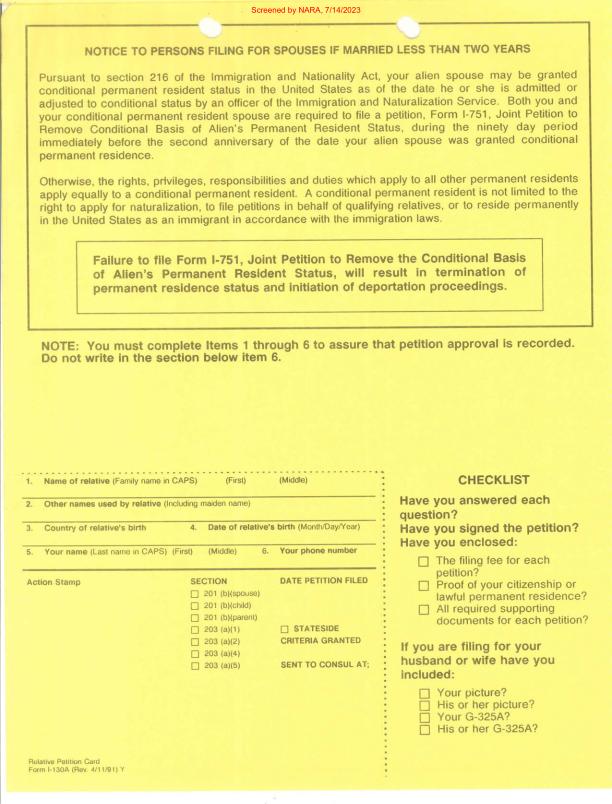 Screened by NARA, 7/14/2023
NOTICE TO PERSONS FILING FOR SPOUSES IF MARRIED LESS THAN TWO YEARS
Pursuant to section 216 of the Immigration and Nationality Act, your alien spouse may be granted
conditional permanent resident status in the United States as of the date he or she is admitted or
adjusted to conditional status by an officer of the Immigration and Naturalization Service. Both you and
your conditional permanent resident spouse are required to file a petition, Form I-751, Joint Petition to
Remove Conditional Basis of Alien's Permanent Resident Status, during the ninety day period
immediately before the second anniversary of the date your alien spouse was granted conditional
permanent residence.
Otherwise, the rights, privileges, responsibilities and duties which apply to all other permanent residents
apply equally to a conditional permanent resident. A conditional permanent resident is not limited to the
right to apply for naturalization, to file petitions in behalf of qualifying relatives, or to reside permanently
in the United States as an immigrant in accordance with the immigration laws.
Failure to file Form I-751, Joint Petition to Remove the Conditional Basis
of Alien's Permanent Resident Status, will result in termination of
permanent residence status and initiation of deportation proceedings.
NOTE: You must complete Items 1 through 6 to assure that petition approval is recorded.
Do not write in the section below item 6.
1. Name of relative (Family name in CAPS) (First) (Middle)
2. Other names used by relative (Including maiden name)
3. Country of relative's birth 4. Date of relative's birth (Month/Day/Year)
5. Your name (Last name in CAPS) (First) (Middle) 6. Your phone number
Action Stamp SECTION DATE PETITION FILED
201 (b)(spouse)
201 (b)(child)
201 (b)(parent)
203 (a)(1) STATESIDE
203 (a)(2) CRITERIA GRANTED
203 (a)(4)
203 (a)(5) SENT TO CONSUL AT;
Relative Petition Card
Form I-130A (Rev. 4/11/91) Y
CHECKLIST
Have you answered each
question?
Have you signed the petition?
Have you enclosed:
The filing fee for each
petition?
Proof of your citizenship or
lawful permanent residence?
All required supporting
documents for each petition?
If you are filing for your
husband or wife have you
included:
Your picture?
His or her picture?
Your G-325A?
His or her G-325A?